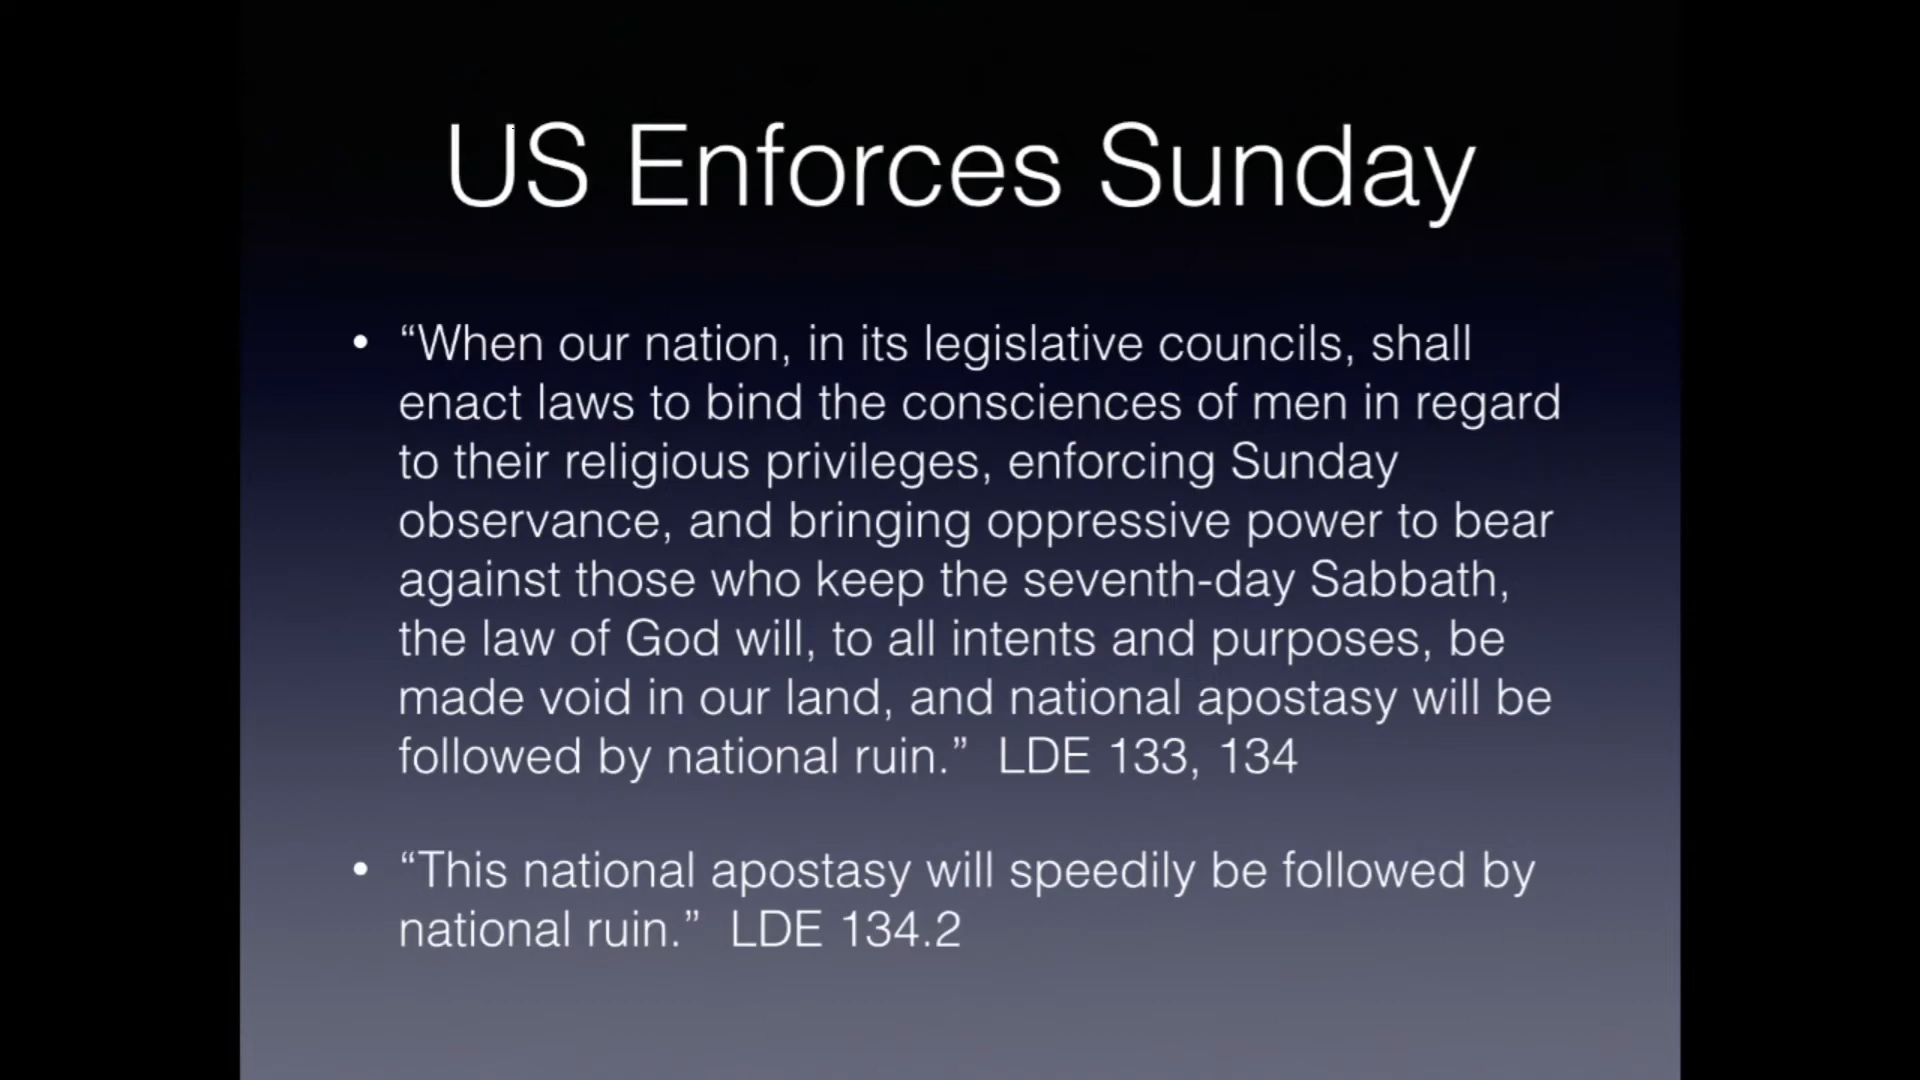 US Enforces Sunday
• “When our nation, in its legislative councils, shall
enact laws to bind the consciences of men in regard
to their religious privileges, enforcing Sunday
observance, and bringing oppressive power to bear
against those who keep the seventh-day Sabbath,
the law of God will, to all intents and purposes, be
made void in our land, and national apostasy will be
followed by national ruin.”  LDE 133, 134
• “This national apostasy will speedily be followed by
national ruin.”  LDE 134.2